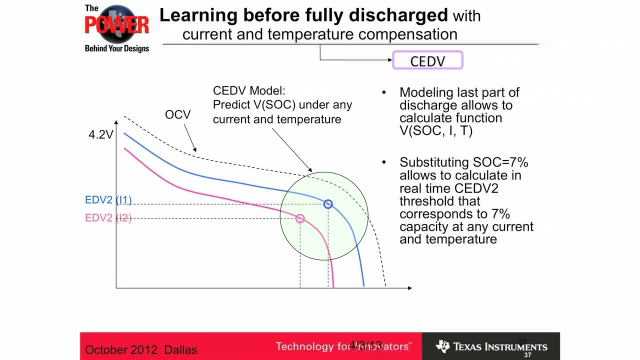 The
POWER
Behind Your Designs
Learning before fully discharged with
current and temperature compensation
CEDV
CEDV Model:
Predict V(SOC) under any
current and temperature
OCV
4.2V
EDV2 (I1)
EDV2 (I2)
• Modeling last part of
discharge allows to
calculate function
V(SOC, I, T)
• Substituting SOC=7%
allows to calculate in
real time CEDV2
threshold that
corresponds to 7%
capacity at any current
and temperature
October 2012 Dallas
Technology for Innovators™
TEXAS INSTRUMENTS
37